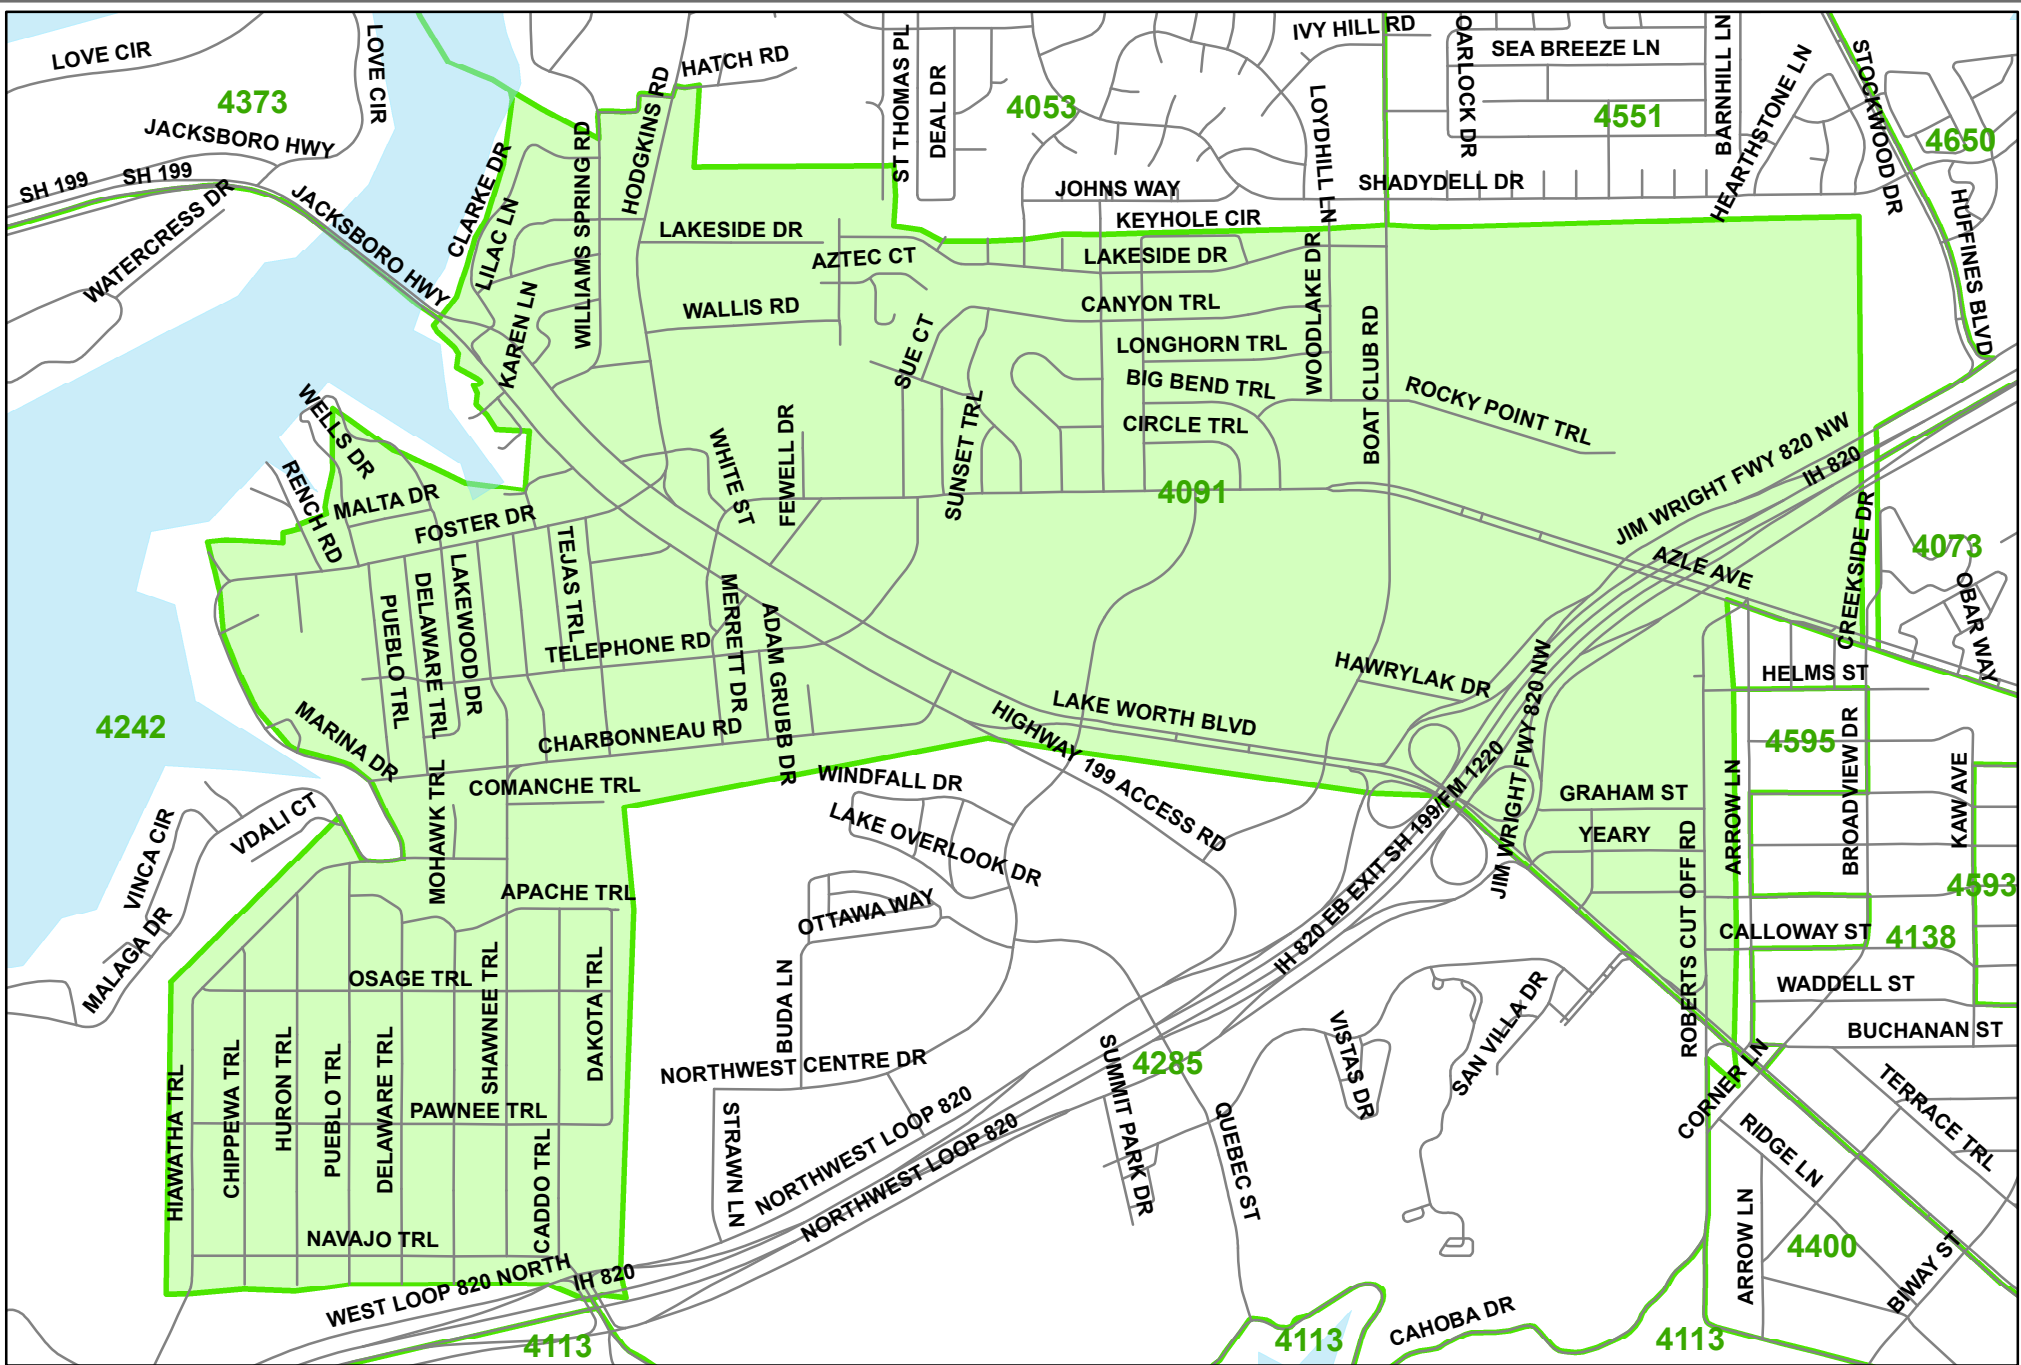 LOVE CIR
LOVE CIR
4373
JACKSBORO HWY
SH 199
SH 199
WATERCRESS DR
JACKSBORO HWY
CLARKE DR
LILAC LN
KAREN LN
WILLIAMS SPRING RD
HODGKINS RD
HATCH RD
ST THOMAS PL
DEAL DR
4053
IVY HILL RD
LOYDHILL LN
OARLOCK DR
SEA BREEZE LN
4551
BARNHILL LN
HEARTHSTONE LN
STOCKWOOD DR
4650
HUFFINES BLVD
JOHNS WAY
SHADYDELL DR
KEYHOLE CIR
LAKESIDE DR
AZTEC CT
LAKESIDE DR
WOODLAKE DR
WALLIS RD
CANYON TRL
LONGHORN TRL
BIG BEND TRL
CIRCLE TRL
SUE CT
SUNSET TRL
BOAT CLUB RD
ROCKY POINT TRL
FEWELL DR
WHITE ST
4091
JIM WRIGHT FWY 820 NW
IH 820
AZLE AVE
CREEKSIDE DR
4073
OBAR WAY
WELLS DR
RENCH RD
MALTA DR
FOSTER DR
TEJAS TRL
LAKEWOOD DR
DELAWARE TRL
PUEBLO TRL
TELEPHONE RD
MERRETT DR
ADAM GRUBB DR
4242
MARINA DR
CHARBONNEAU RD
COMANCHE TRL
MOHAWK TRL
HAWRYLAK DR
LAKE WORTH BLVD
HIGHWAY 199 ACCESS RD
JIM WRIGHT FWY 820 NW
HELMS ST
4595
BROADVIEW DR
KAW AVE
ARROW LN
GRAHAM ST
YEARY
ROBERTS CUT OFF RD
4593
CALLOWAY ST
4138
WADDELL ST
BUCHANAN ST
WINDFALL DR
LAKE OVERLOOK DR
OTTAWA WAY
IH 820 EB EXIT SH 199/FM 1220
VDALI CT
VINCA CIR
MALAGA DR
APACHE TRL
OSAGE TRL
SHAWNEE TRL
DAKOTA TRL
BUDA LN
NORTHWEST CENTRE DR
HIAWATHA TRL
CHIPPEWA TRL
HURON TRL
PUEBLO TRL
DELAWARE TRL
PAWNEE TRL
CADDO TRL
NAVAJO TRL
STRAWN LN
NORTHWEST LOOP 820
NORTHWEST LOOP 820
SUMMIT PARK DR
4285
QUEBEC ST
VISTAS DR
SAN VILLA DR
CORNER LN
RIDGE LN
TERRACE TRL
ARROW LN
4400
BIWAY ST
WEST LOOP 820 NORTH
IH 820
4113
4113
CAHOBA DR
4113